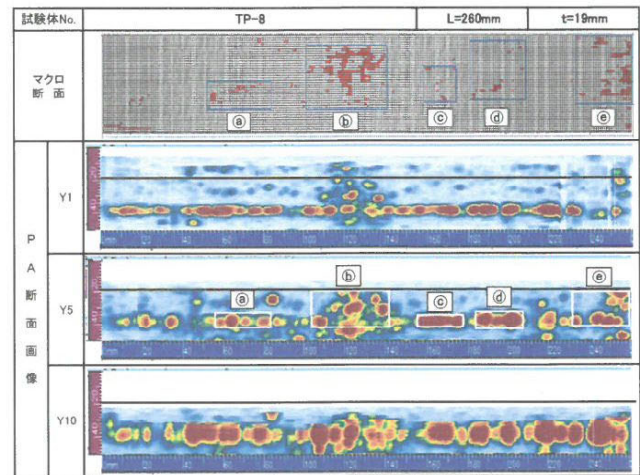 試験体No. TP-8 L=260mm t=19mm
マクロ
断 面
ⓐ ⓑ ⓒ ⓓ ⓔ
P
A
断
面
画
像
Y1
Y5
ⓐ ⓑ ⓒ ⓓ ⓔ
Y10